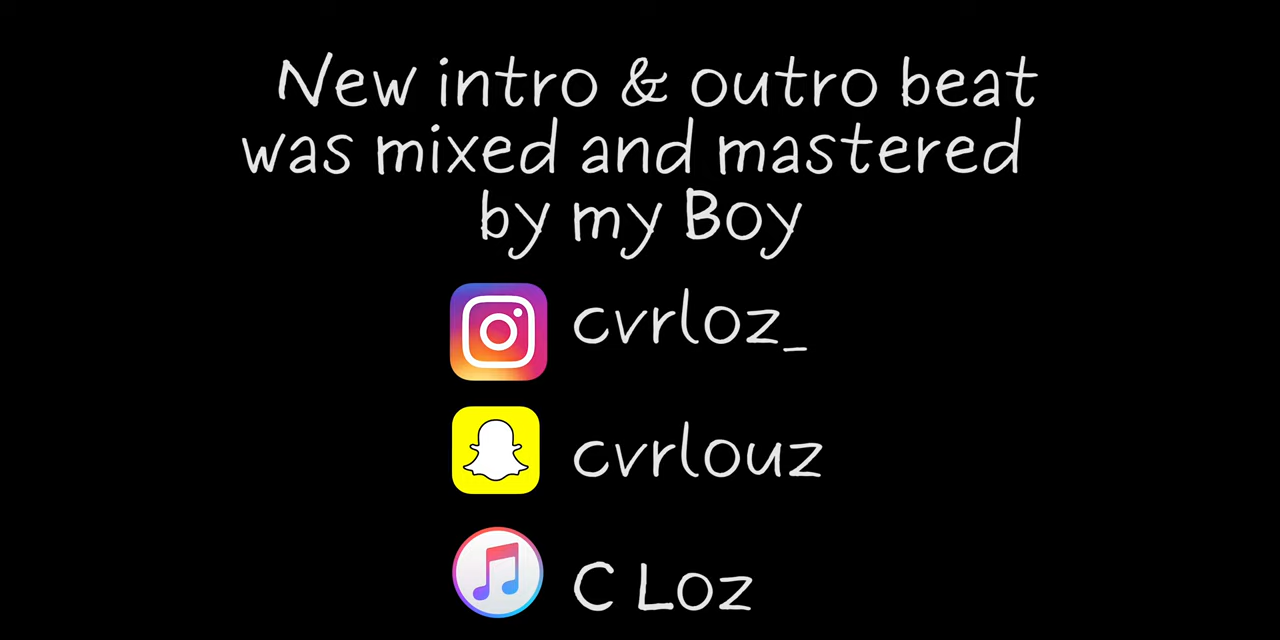 New intro & outro beat
was mixed and mastered
by my Boy
cvrloz_
cvrlouz
C Loz